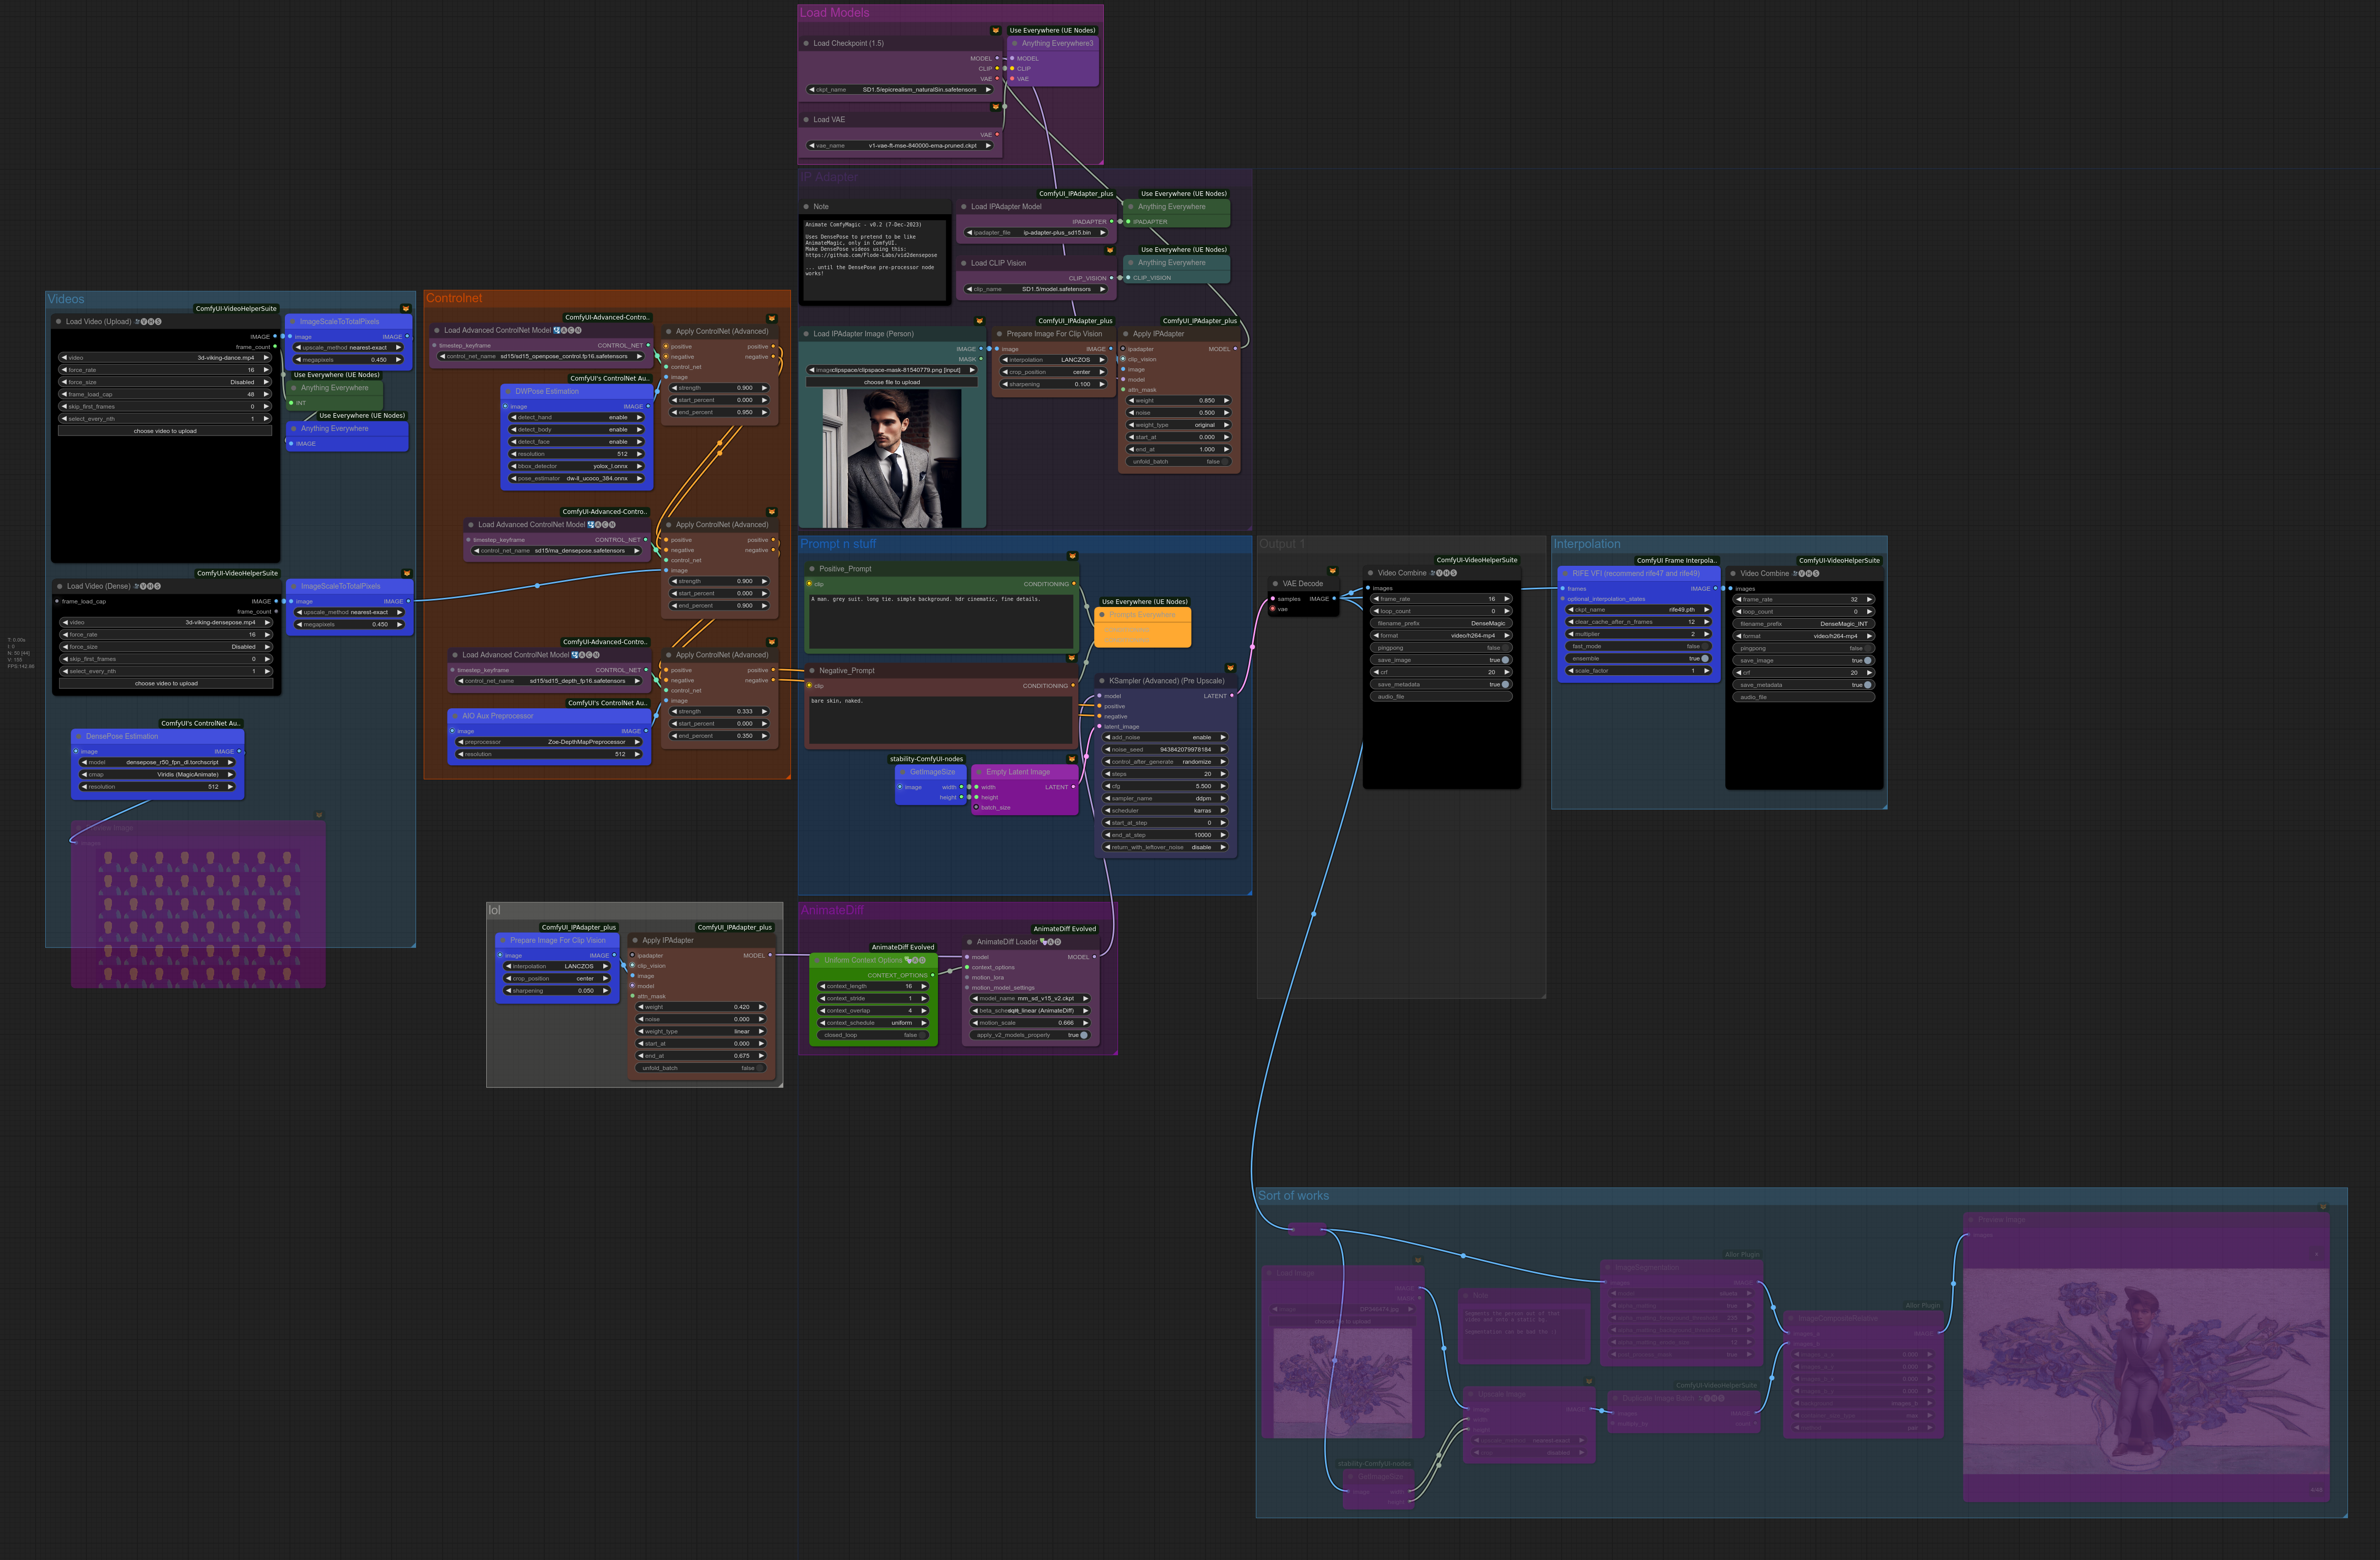 Load Models
Use Everywhere (UE Nodes)
Load Checkpoint (1.5)
Anything Everywhere3
MODEL MODEL
CLIP CLIP
VAE VAE
ckpt_name SD1.5/epicrealism_naturalSin.safetensors
Load VAE
VAE
vae_name v1-vae-ft-mse-840000-ema-pruned.ckpt
IP Adapter
Note
Animate ComfyMagic - v0.2 (7-Dec-2023)
Uses DensePose to pretend to be like
AnimateMagic, only in ComfyUI.
Make DensePose videos using this:
https://github.com/Flode-Labs/vid2densepose
... until the DensePose pre-processor node
works!
ComfyUI_IPAdapter_plus
Load IPAdapter Model
IPADAPTER
ipadapter_file ip-adapter-plus_sd15.bin
Use Everywhere (UE Nodes)
Anything Everywhere
IPADAPTER
Load CLIP Vision
CLIP_VISION
clip_name SD1.5/model.safetensors
Use Everywhere (UE Nodes)
Anything Everywhere
CLIP_VISION
Load IPAdapter Image (Person)
IMAGE
MASK
choose file to upload
ComfyUI_IPAdapter_plus
Prepare Image For Clip Vision
image IMAGE
interpolation LANCZOS
crop_position center
sharpening 0.100
ComfyUI_IPAdapter_plus
Apply IPAdapter
ipadapter MODEL
clip_vision
image
model
attn_mask
weight 0.850
noise 0.500
weight_type original
start_at 0.000
end_at 1.000
unfold_batch false
Videos
ComfyUI-VideoHelperSuite
Load Video (Upload)
IMAGE
frame_count
video 3d-viking-dance.mp4
force_rate 16
force_size Disabled
frame_load_cap 48
skip_first_frames 0
select_every_nth 1
choose video to upload
ImageScaleToTotalPixels
image IMAGE
upscale_method nearest-exact
megapixels 0.450
Use Everywhere (UE Nodes)
Anything Everywhere
INT
Use Everywhere (UE Nodes)
Anything Everywhere
IMAGE
ComfyUI-VideoHelperSuite
Load Video (Dense)
frame_load_cap IMAGE
frame_count
video 3d-viking-densepose.mp4
force_rate 16
force_size Disabled
skip_first_frames 0
select_every_nth 1
choose video to upload
ImageScaleToTotalPixels
image IMAGE
upscale_method nearest-exact
megapixels 0.450
ComfyUI's ControlNet Au..
DensePose Estimation
image IMAGE
model densepose_r50_fpn_dl.torchscript
cmap Viridis (MagicAnimate)
resolution 512
Controlnet
ComfyUI-Advanced-Contro..
Load Advanced ControlNet Model
timestep_keyframe CONTROL_NET
control_net_name sd15/sd15_openpose_control.fp16.safetensors
Apply ControlNet (Advanced)
positive positive
negative negative
control_net
image
strength 0.900
start_percent 0.000
end_percent 0.950
ComfyUI's ControlNet Au..
DWPose Estimation
image IMAGE
detect_hand enable
detect_body enable
detect_face enable
resolution 512
bbox_detector yolox_l.onnx
pose_estimator dw-ll_ucoco_384.onnx
ComfyUI-Advanced-Contro..
Load Advanced ControlNet Model
timestep_keyframe CONTROL_NET
control_net_name sd15/ma_densepose.safetensors
Apply ControlNet (Advanced)
positive positive
negative negative
control_net
image
strength 0.900
start_percent 0.000
end_percent 0.900
ComfyUI-Advanced-Contro..
Load Advanced ControlNet Model
timestep_keyframe CONTROL_NET
control_net_name sd15/sd15_depth_fp16.safetensors
Apply ControlNet (Advanced)
positive positive
negative negative
control_net
image
strength 0.333
start_percent 0.000
end_percent 0.350
ComfyUI's ControlNet Au..
AIO Aux Preprocessor
image IMAGE
preprocessor Zoe-DepthMapPreprocessor
resolution 512
Prompt n stuff
Positive_Prompt
clip CONDITIONING
A man. grey suit. long tie. simple background. hdr cinematic, fine details.
Use Everywhere (UE Nodes)
Prompts Everywhere
Negative_Prompt
clip CONDITIONING
bare skin, naked.
KSampler (Advanced) (Pre Upscale)
model LATENT
positive
negative
latent_image
add_noise enable
noise_seed 943842079978184
control_after_generate randomize
steps 20
cfg 5.500
sampler_name ddpm
scheduler karras
start_at_step 0
end_at_step 10000
return_with_leftover_noise disable
stability-ComfyUI-nodes
GetImageSize
image width
height
Empty Latent Image
width LATENT
height
batch_size
Output 1
VAE Decode
samples IMAGE
vae
ComfyUI-VideoHelperSuite
Video Combine
images
frame_rate 16
loop_count 0
filename_prefix DenseMagic
format video/h264-mp4
pingpong false
save_image true
crf 20
save_metadata true
audio_file
Interpolation
ComfyUI Frame Interpola..
RIFE VFI (recommend rife47 and rife49)
frames IMAGE
optional_interpolation_states
ckpt_name rife49.pth
clear_cache_after_n_frames 12
multiplier 2
fast_mode false
ensemble true
scale_factor 1
ComfyUI-VideoHelperSuite
Video Combine
images
frame_rate 32
loop_count 0
filename_prefix DenseMagic_INT
format video/h264-mp4
pingpong false
save_image true
crf 20
save_metadata true
audio_file
lol
ComfyUI_IPAdapter_plus
Prepare Image For Clip Vision
image IMAGE
interpolation LANCZOS
crop_position center
sharpening 0.050
ComfyUI_IPAdapter_plus
Apply IPAdapter
ipadapter MODEL
clip_vision
image
model
attn_mask
weight 0.420
noise 0.000
weight_type linear
start_at 0.000
end_at 0.675
unfold_batch false
AnimateDiff
AnimateDiff Evolved
Uniform Context Options
CONTEXT_OPTIONS
context_length 16
context_stride 1
context_overlap 4
context_schedule uniform
closed_loop false
AnimateDiff Evolved
AnimateDiff Loader
model MODEL
context_options
motion_lora
motion_model_settings
model_name mm_sd_v15_v2.ckpt
motion_scale 0.666
apply_v2_models_properly true
Sort of works
Load Image
choose file to upload
Note
Allor Plugin
ImageSegmentation
Allor Plugin
Upscale Image
ComfyUI-VideoHelperSuite
Duplicate Image Batch
stability-ComfyUI-nodes
GetImageSize
Preview Image